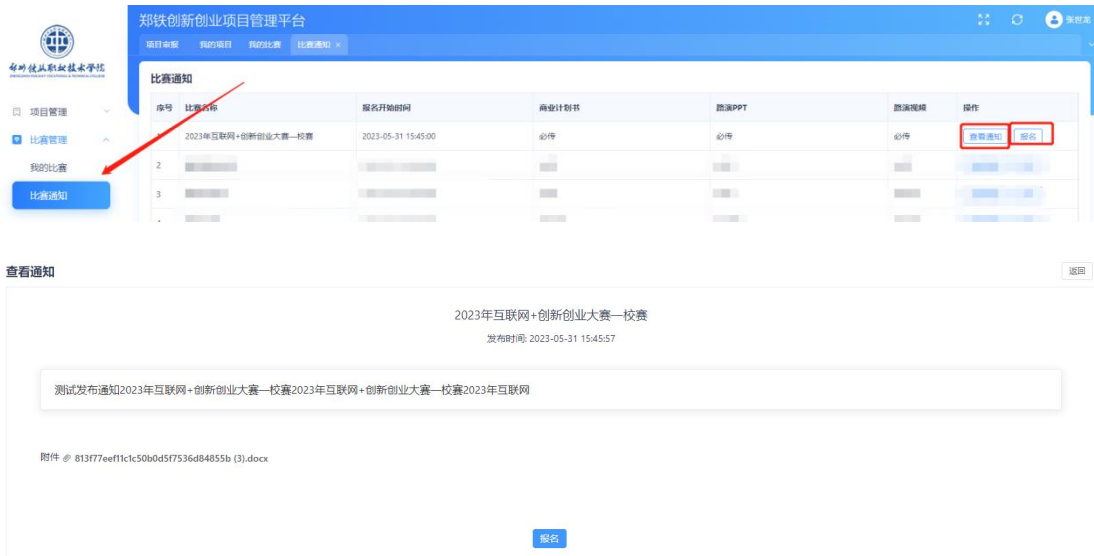 郑铁创新创业项目管理平台
张世龙
项目审报 我的项目 我的比赛 比赛通知 ×
郑州铁路职业技术学院
比赛通知
项目管理
比赛管理
我的比赛
比赛通知
序号 比赛名称 报名开始时间 商业计划书 路演PPT 路演视频 操作
2023年互联网+创新创业大赛—校赛 2023-05-31 15:45:00 必传 必传 必传 查看通知 报名
2
3
查看通知 返回
2023年互联网+创新创业大赛—校赛
发布时间: 2023-05-31 15:45:57
测试发布通知2023年互联网+创新创业大赛—校赛2023年互联网+创新创业大赛—校赛2023年互联网
附件 813f77eef11c1c50b0d5f7536d84855b (3).docx
报名